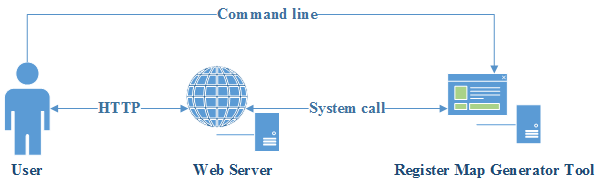 Command line
HTTP
System call
User
Web Server
Register Map Generator Tool